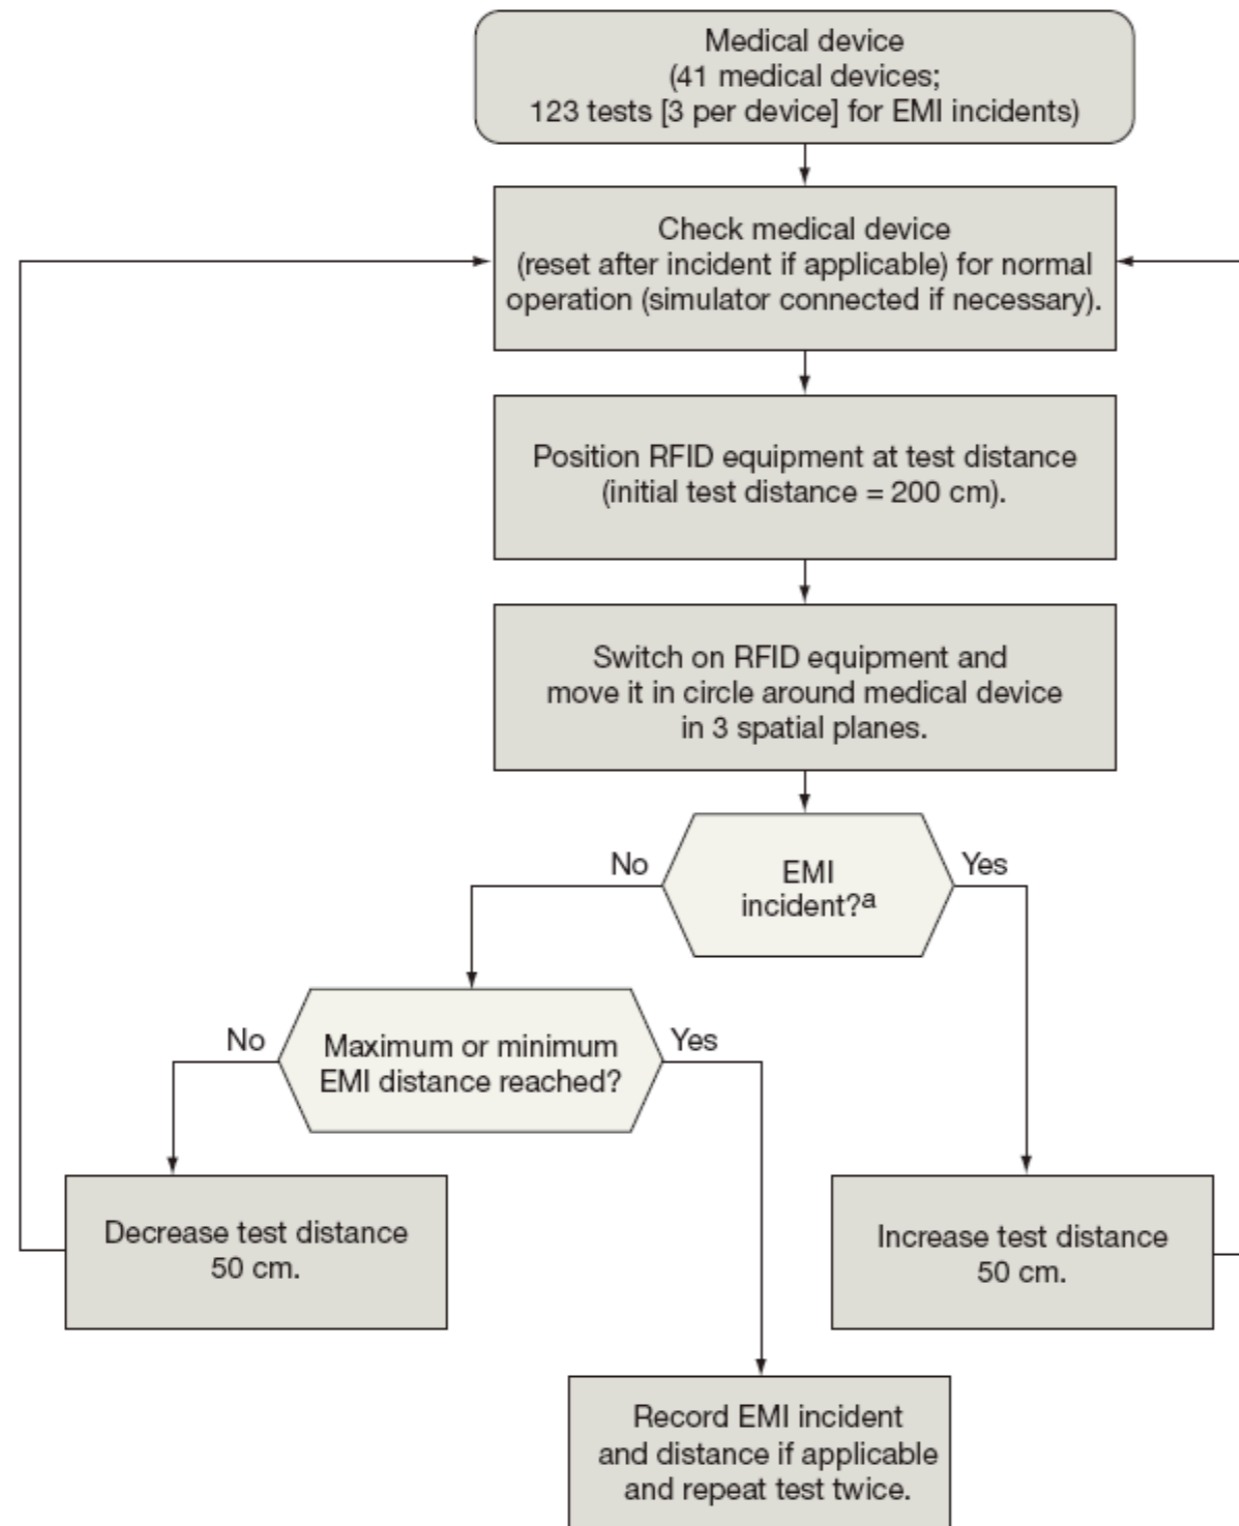 Medical device
(41 medical devices;
123 tests [3 per device] for EMI incidents)
Check medical device
(reset after incident if applicable) for normal
operation (simulator connected if necessary).
Position RFID equipment at test distance
(initial test distance = 200 cm).
Switch on RFID equipment and
move it in circle around medical device
in 3 spatial planes.
No
EMI
incident?a
Yes
No
Maximum or minimum
EMI distance reached?
Yes
Decrease test distance
50 cm.
Increase test distance
50 cm.
Record EMI incident
and distance if applicable
and repeat test twice.